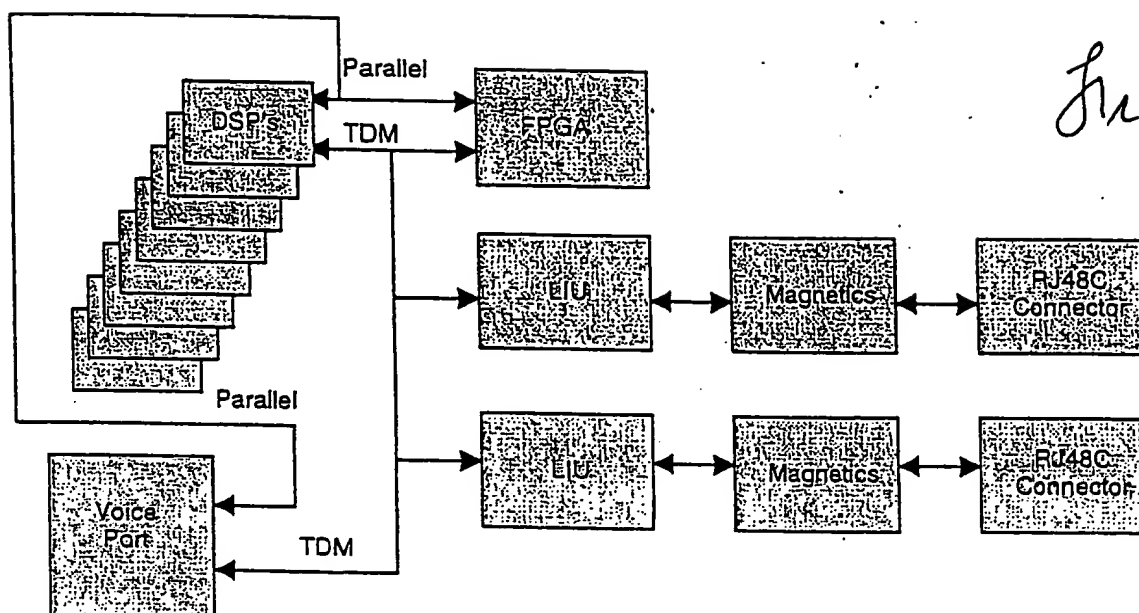 Parallel
DSP's
TDM
FPGA
LIU
Magnetics
RJ48C
Connector
Parallel
LIU
Magnetics
RJ48C
Connector
Voice
Port
TDM